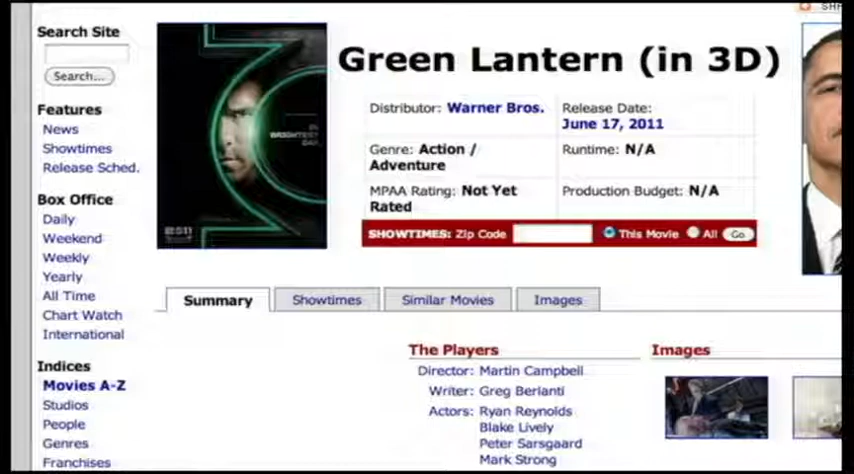 SHA
Search Site
Search...
Features
News
Showtimes
Release Sched.
Box Office
Daily
Weekend
Weekly
Yearly
All Time
Chart Watch
International
Indices
Movies A-Z
Studios
People
Genres
Franchises
IN
BRIGHTEST
DAY
Green Lantern (in 3D)
Distributor: Warner Bros.
Release Date:
June 17, 2011
Genre: Action /
Adventure
Runtime: N/A
MPAA Rating: Not Yet
Rated
Production Budget: N/A
SHOWTIMES: Zip Code This Movie All Go
Summary Showtimes Similar Movies Images
The Players
Director: Martin Campbell
Writer: Greg Berlanti
Actors: Ryan Reynolds
Blake Lively
Peter Sarsgaard
Mark Strong
Images